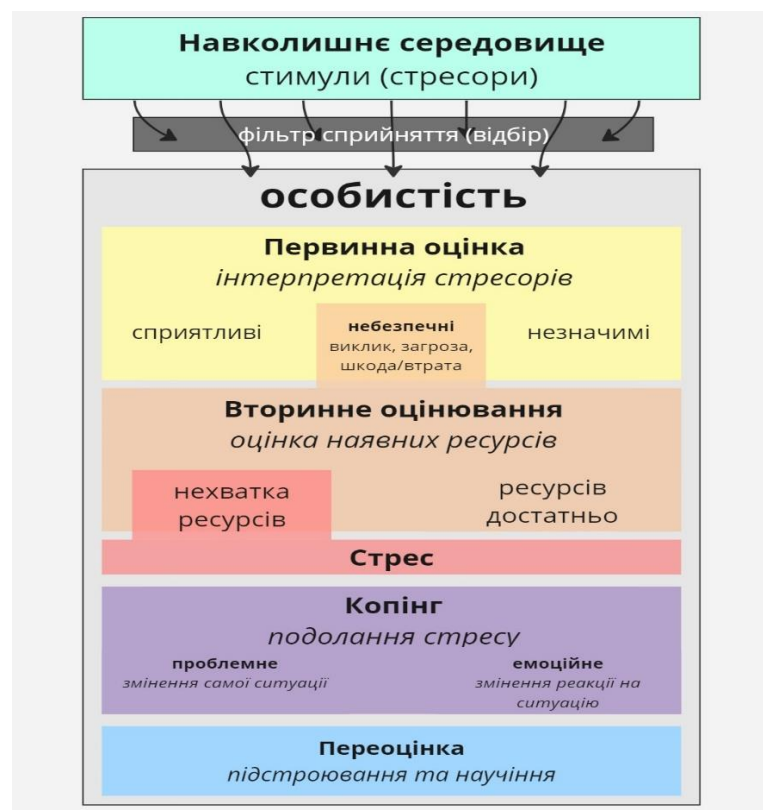 Навколишнє середовище
стимули (стресори)
фільтр сприйняття (відбір)
особистість
Первинна оцінка
інтерпретація стресорів
сприятливі
небезпечні
виклик, загроза,
шкода/втрата
незначимі
Вторинне оцінювання
оцінка наявних ресурсів
нехватка
ресурсів
ресурсів
достатньо
Стрес
Копінг
подолання стресу
проблемне
змінення самої ситуації
емоційне
змінення реакції на
ситуацію
Переоцінка
підстроювання та научіння